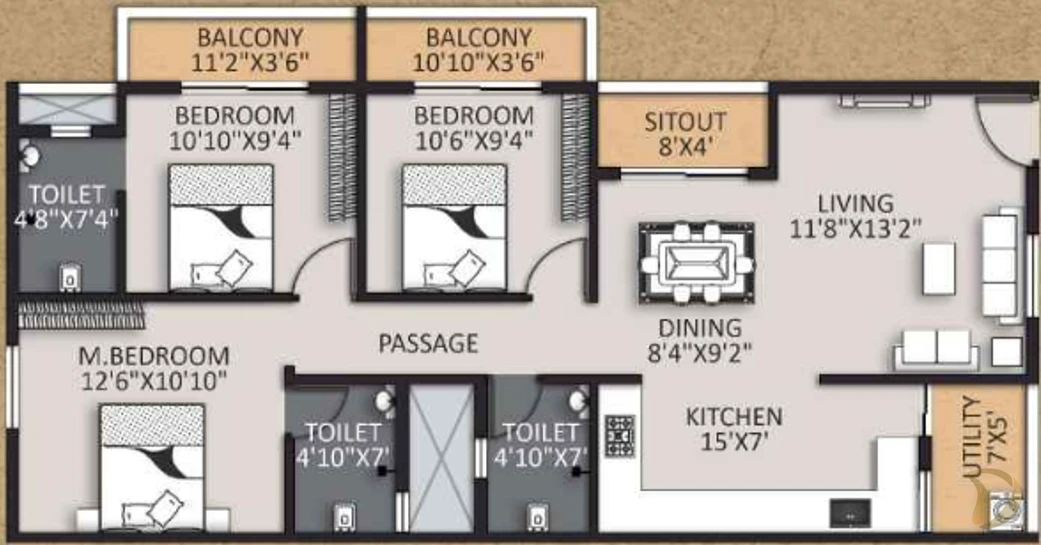 BALCONY
11'2"X3'6"
BALCONY
10'10"X3'6"
BEDROOM
10'10"X9'4"
BEDROOM
10'6"X9'4"
SITOUT
8'X4'
TOILET
4'8"X7'4"
LIVING
11'8"X13'2"
DINING
8'4"X9'2"
PASSAGE
M.BEDROOM
12'6"X10'10"
TOILET
4'10"X7'
TOILET
4'10"X7'
KITCHEN
15'X7'
UTILITY
7'X5'